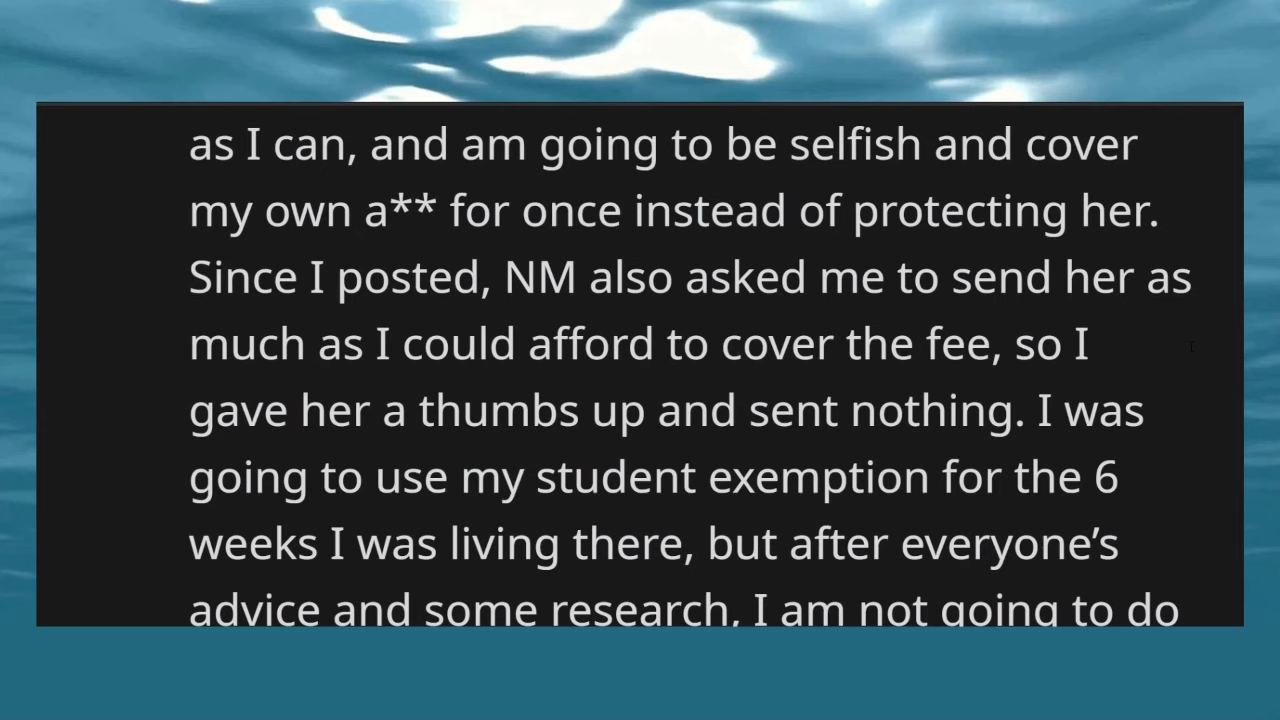 as I can, and am going to be selfish and cover
my own a** for once instead of protecting her.
Since I posted, NM also asked me to send her as
much as I could afford to cover the fee, so I
gave her a thumbs up and sent nothing. I was
going to use my student exemption for the 6
weeks I was living there, but after everyone’s
advice and some research, I am not going to do